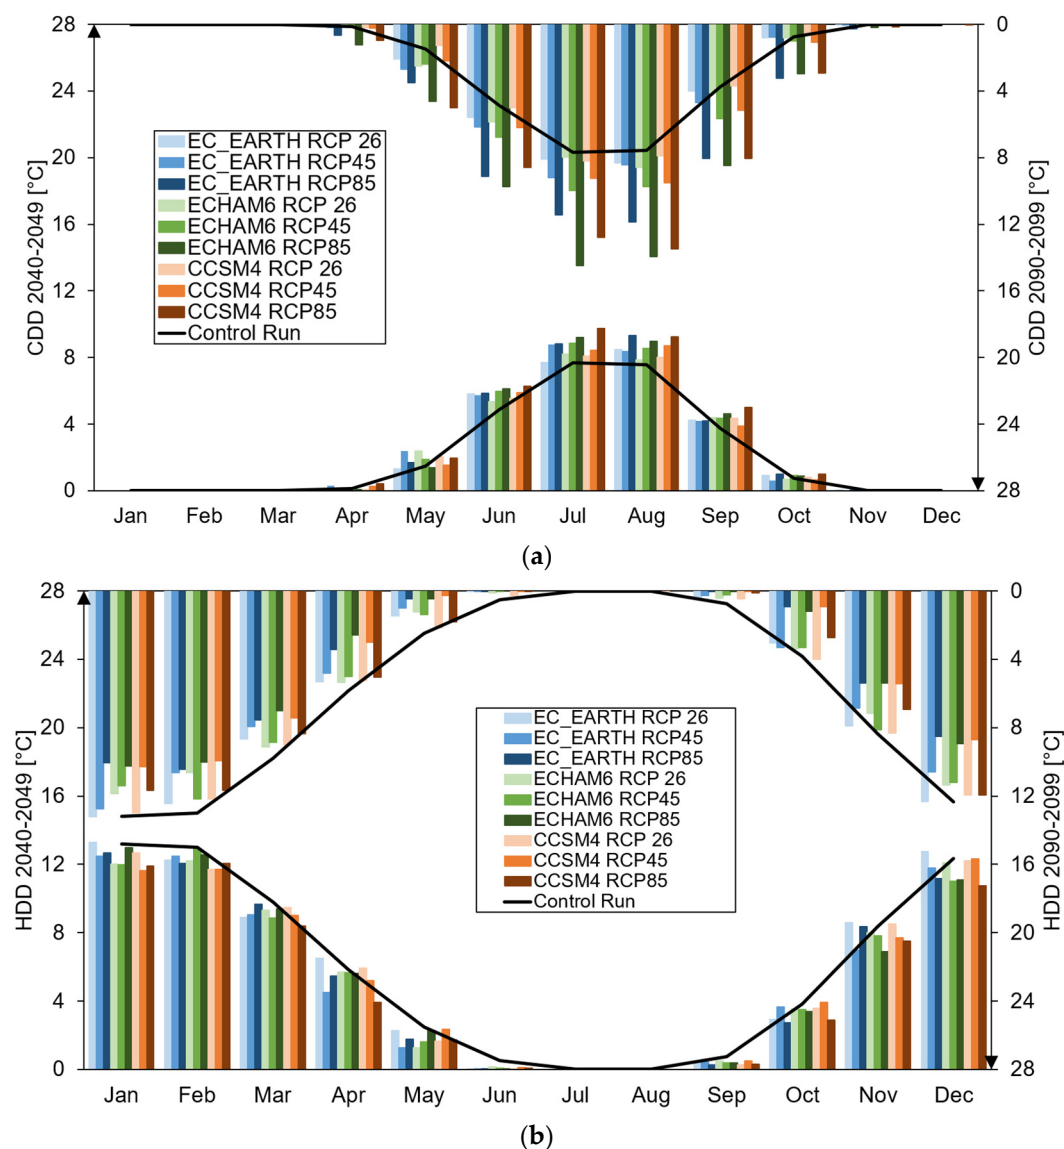 28
24
20
16
12
8
4
0
CDD 2040-2049 [°C]
0
4
8
12
16
20
24
28
CDD 2090-2099 [°C]
EC_EARTH RCP 26
EC_EARTH RCP45
EC_EARTH RCP85
ECHAM6 RCP 26
ECHAM6 RCP45
ECHAM6 RCP85
CCSM4 RCP 26
CCSM4 RCP45
CCSM4 RCP85
Control Run
Jan Feb Mar Apr May Jun Jul Aug Sep Oct Nov Dec
(a)
28
24
20
16
12
8
4
0
HDD 2040-2049 [°C]
0
4
8
12
16
20
24
28
HDD 2090-2099 [°C]
EC_EARTH RCP 26
EC_EARTH RCP45
EC_EARTH RCP85
ECHAM6 RCP 26
ECHAM6 RCP45
ECHAM6 RCP85
CCSM4 RCP 26
CCSM4 RCP45
CCSM4 RCP85
Control Run
Jan Feb Mar Apr May Jun Jul Aug Sep Oct Nov Dec
(b)